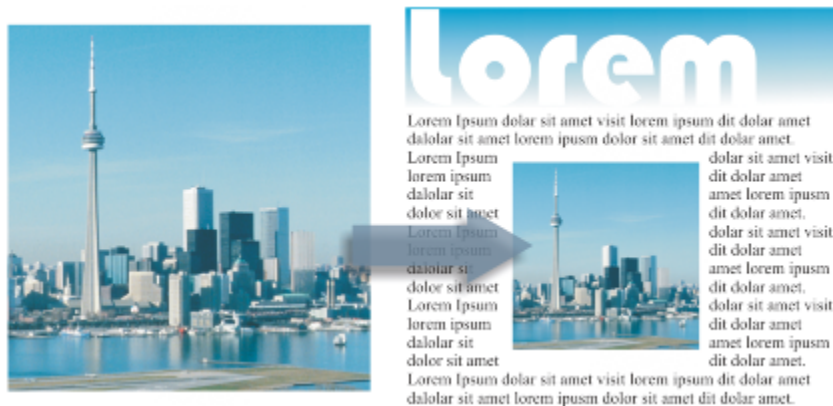 Lorem
Lorem Ipsum dolar sit amet visit lorem ipsum dit dolar amet
dalolar sit amet lorem ipusm dolor sit amet dit dolar amet.
Lorem Ipsum dolar sit amet visit
lorem ipsum dit dolar amet
dalolar sit amet lorem ipusm
dolor sit amet dit dolar amet.
Lorem Ipsum dolar sit amet visit
lorem ipsum dit dolar amet
dalolar sit amet lorem ipusm
dolor sit amet dit dolar amet.
Lorem Ipsum dolar sit amet visit
lorem ipsum dit dolar amet
dalolar sit amet lorem ipusm
dolor sit amet dit dolar amet.
Lorem Ipsum dolar sit amet visit lorem ipsum dit dolar amet
dalolar sit amet lorem ipusm dolor sit amet dit dolar amet.